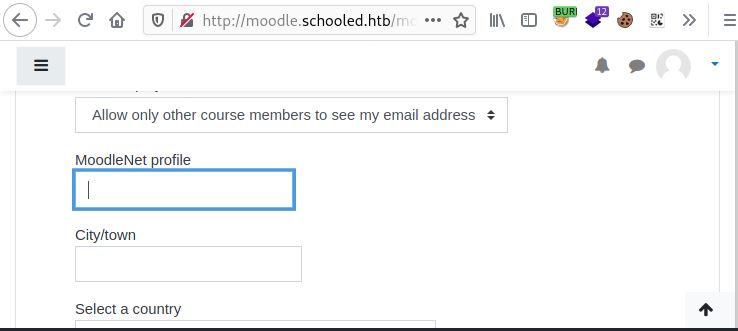 http://moodle.schooled.htb/mo
BURI
12
Allow only other course members to see my email address
MoodleNet profile
City/town
Select a country